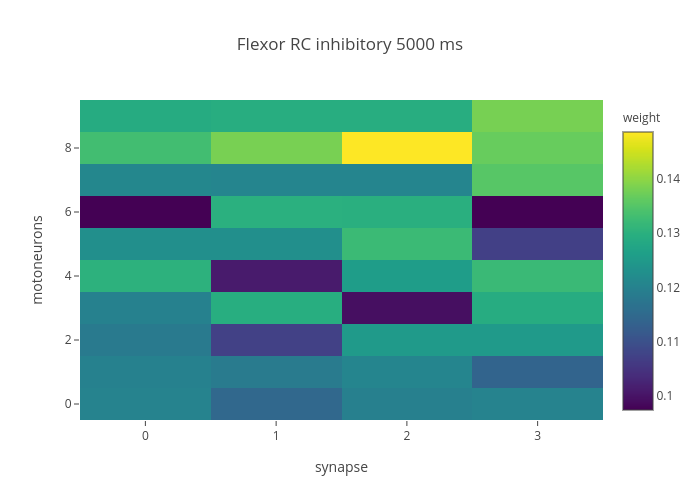 Flexor RC inhibitory 5000 ms
weight
8
6
4
2
0
motoneurons
0.14
0.13
0.12
0.11
0.1
0 1 2 3
synapse